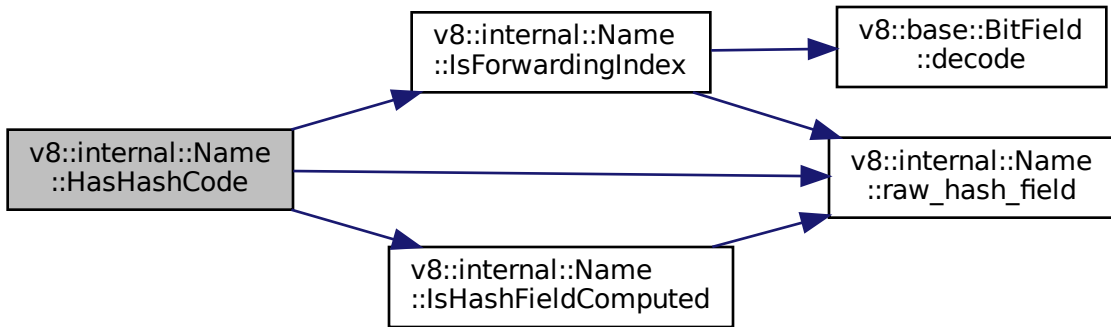 v8::internal::Name
::HasHashCode
v8::internal::Name
::IsForwardingIndex
v8::base::BitField
::decode
v8::internal::Name
::raw_hash_field
v8::internal::Name
::IsHashFieldComputed